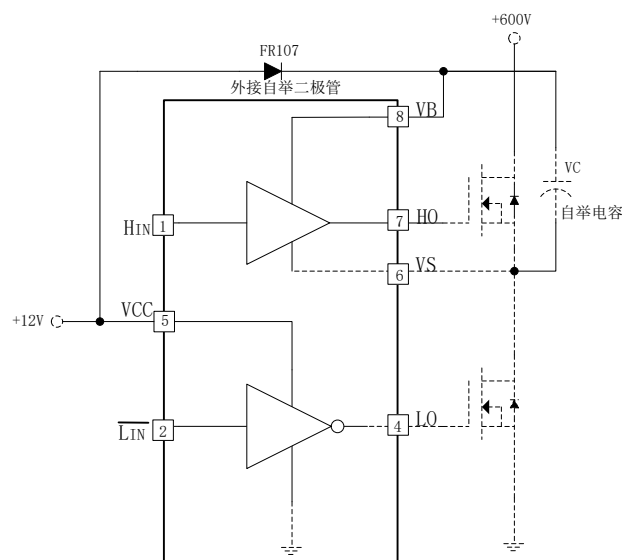 +600V
FR107
外接自举二极管
8 VB
VC
自举电容
HIN 1
7 HO
6 VS
VCC
+12V 5
LIN 2
4 LO